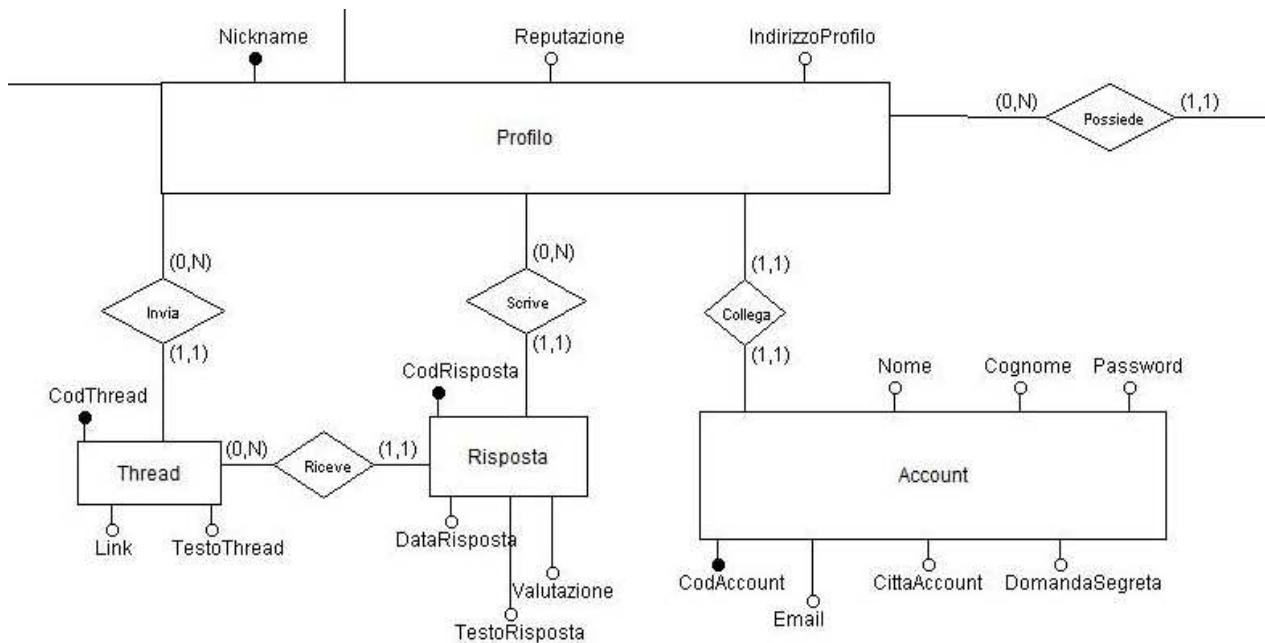 Nickname
Reputazione
IndirizzoProfilo
(0,N)
(1,1)
Profilo
Possiede
(0,N)
(0,N)
(1,1)
Invia
Scrive
Collega
(1,1)
(1,1)
(1,1)
CodThread
CodRisposta
Nome
Cognome
Password
(0,N)
(1,1)
Thread
Riceve
Risposta
Account
Link
TestoThread
DataRisposta
Valutazione
TestoRisposta
CodAccount
Email
CittaAccount
DomandaSegreta